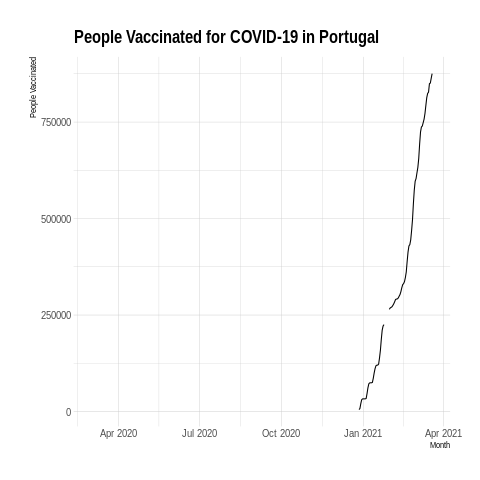 People Vaccinated for COVID-19 in Portugal
People Vaccinated
750000
500000
250000
0
Apr 2020
Jul 2020
Oct 2020
Jan 2021
Apr 2021
Month